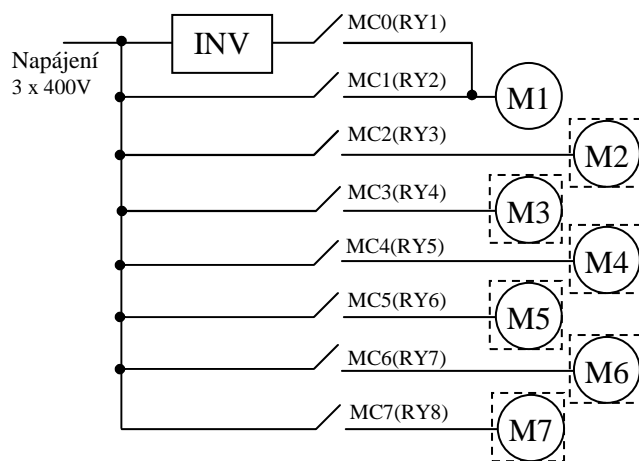 MC0(RY1)
INV
Napájení
3 x 400V
MC1(RY2)
M1
MC2(RY3)
M2
MC3(RY4)
M3
MC4(RY5)
M4
MC5(RY6)
M5
MC6(RY7)
M6
MC7(RY8)
M7